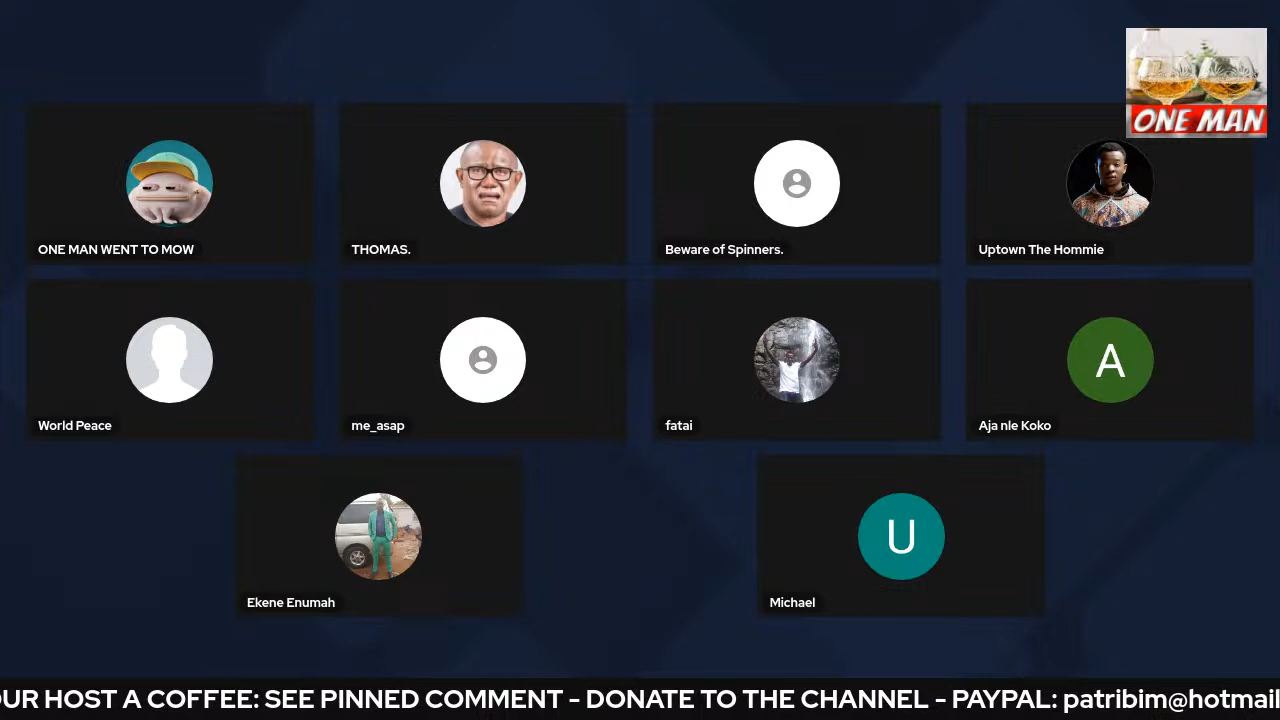 ONE MAN
ONE MAN WENT TO MOW
THOMAS.
Beware of Spinners.
Uptown The Hommie
World Peace
me_asap
fatai
A
Aja nle Koko
Ekene Enumah
U
Michael
OUR HOST A COFFEE: SEE PINNED COMMENT - DONATE TO THE CHANNEL - PAYPAL: patribim@hotmail